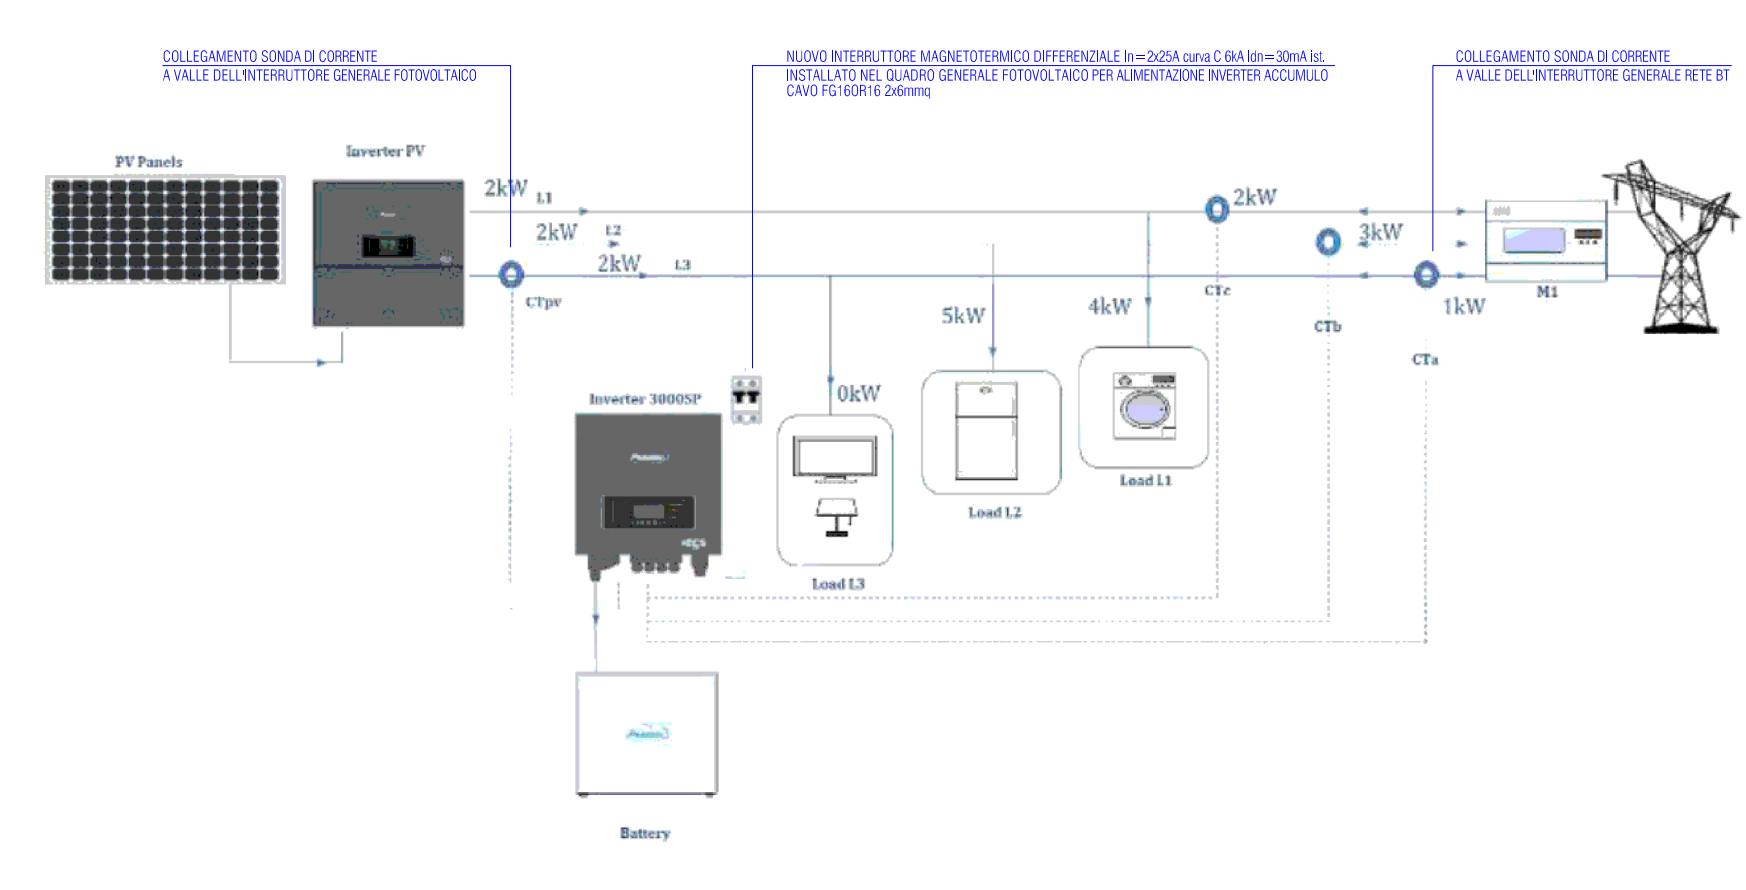 COLLEGAMENTO SONDA DI CORRENTE
A VALLE DELL'INTERRUTTORE GENERALE FOTOVOLTAICO
NUOVO INTERRUTTORE MAGNETOTERMICO DIFFERENZIALE In=2x25A curva C 6kA Idn=30mA ist.
INSTALLATO NEL QUADRO GENERALE FOTOVOLTAICO PER ALIMENTAZIONE INVERTER ACCUMULO
CAVO FG16OR16 2x6mmq
COLLEGAMENTO SONDA DI CORRENTE
A VALLE DELL'INTERRUTTORE GENERALE RETE BT
PV Panels
Inverter PV
2kW L1
2kW L2
2kW L3
CTpv
2kW
3kW
1kW
CTc
CTb
CTa
M1
5kW
4kW
0kW
Inverter 3000SP
Load L1
Load L2
Load L3
Battery